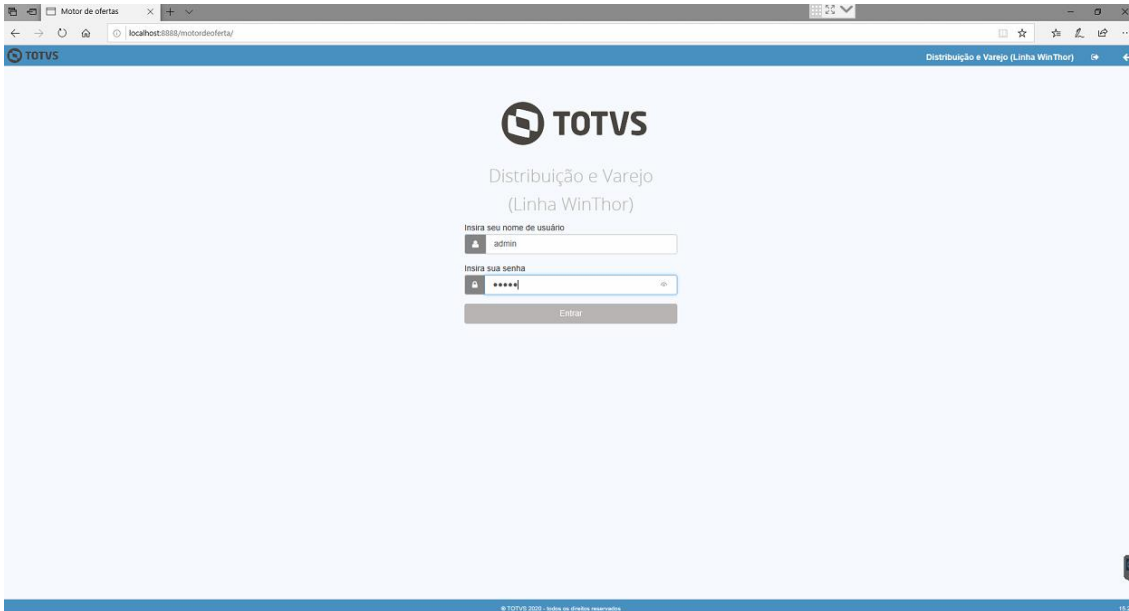 Motor de ofertas
localhost:8888/motordeoferta/
TOTVS
Distribuição e Varejo (Linha WinThor)
TOTVS
Distribuição e Varejo
(Linha WinThor)
Insira seu nome de usuário
admin
Insira sua senha
Entrar
© TOTVS 2020 - todos os direitos reservados